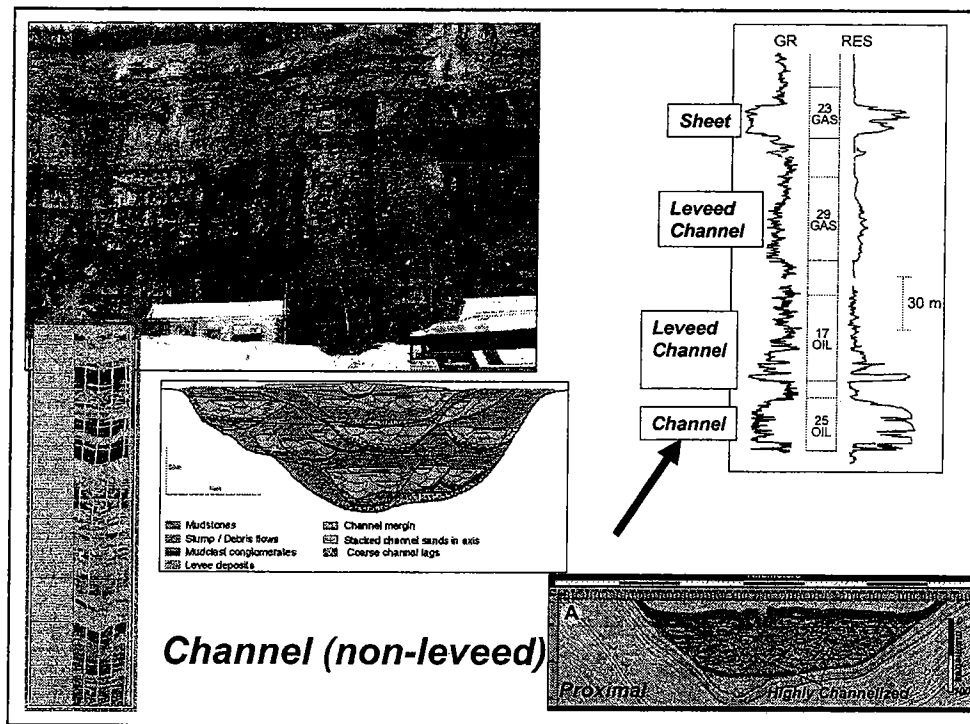 GR RES
Sheet
23
GAS
Leveed
Channel
29
GAS
30 m
Leveed
Channel
17
OIL
Channel
25
OIL
Mudstones
Slump / Debris flows
Mudclast conglomerates
Levee deposits
Channel margin
Stacked channel sands in axis
Coarse channel lags
Channel (non-leveed)
A
Proximal
Highly Channelized